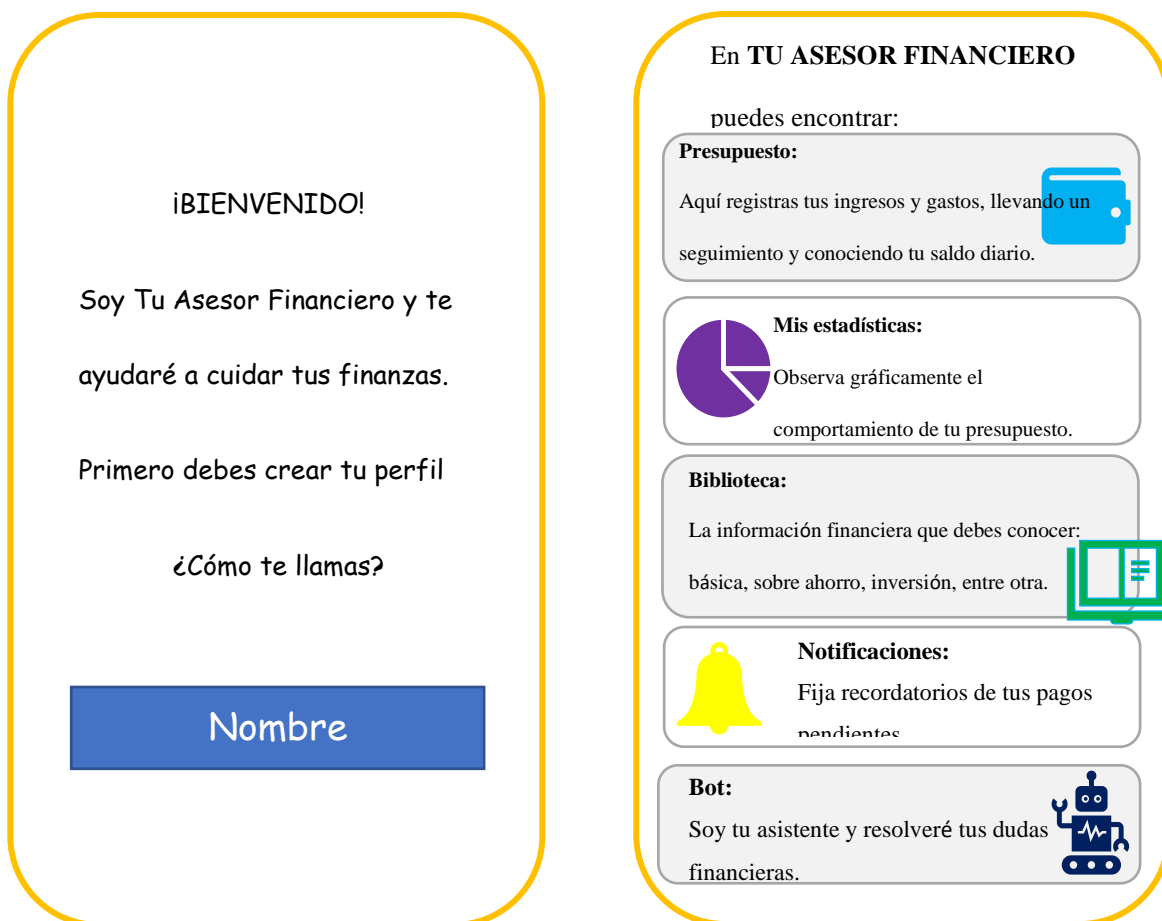 ¡BIENVENIDO!
Soy Tu Asesor Financiero y te
ayudaré a cuidar tus finanzas.
Primero debes crear tu perfil
¿Cómo te llamas?
Nombre
En TU ASESOR FINANCIERO
puedes encontrar:
Presupuesto:
Aquí registras tus ingresos y gastos, llevando un
seguimiento y conociendo tu saldo diario.
Mis estadísticas:
Observa gráficamente el
comportamiento de tu presupuesto.
Biblioteca:
La información financiera que debes conocer:
básica, sobre ahorro, inversión, entre otra.
Notificaciones:
Fija recordatorios de tus pagos
pendientes
Bot:
Soy tu asistente y resolveré tus dudas
financieras.